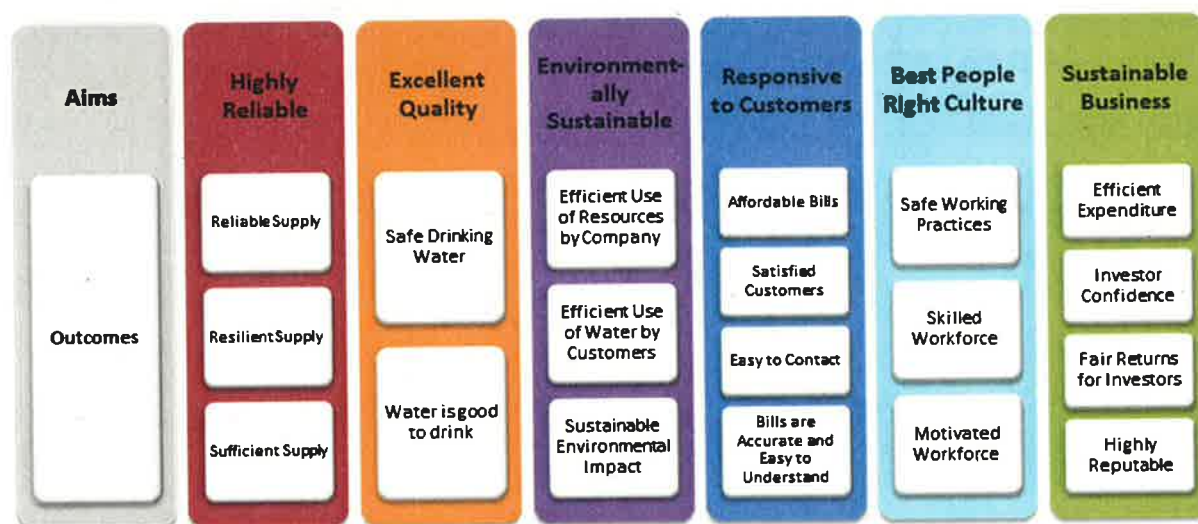 Aims
Outcomes
Highly
Reliable
Reliable Supply
Resilient Supply
Sufficient Supply
Excellent
Quality
Safe Drinking
Water
Water is good
to drink
Environment-
ally
Sustainable
Efficient Use
of Resources
by Company
Efficient Use
of Water by
Customers
Sustainable
Environmental
Impact
Responsive
to Customers
Affordable Bills
Satisfied
Customers
Easy to Contact
Bills are
Accurate and
Easy to
Understand
Best People
Right Culture
Safe Working
Practices
Skilled
Workforce
Motivated
Workforce
Sustainable
Business
Efficient
Expenditure
Investor
Confidence
Fair Returns
for Investors
Highly
Reputable